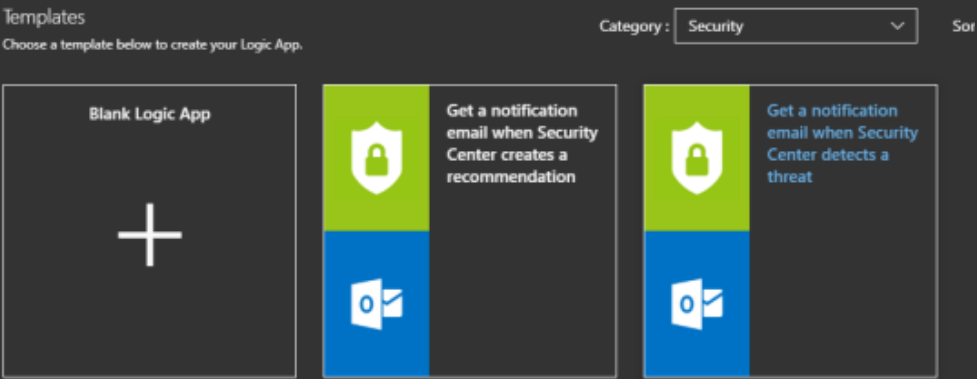 Templates
Category : Security Sor
Choose a template below to create your Logic App.
Blank Logic App
Get a notification
email when Security
Center creates a
recommendation
Get a notification
email when Security
Center detects a
threat